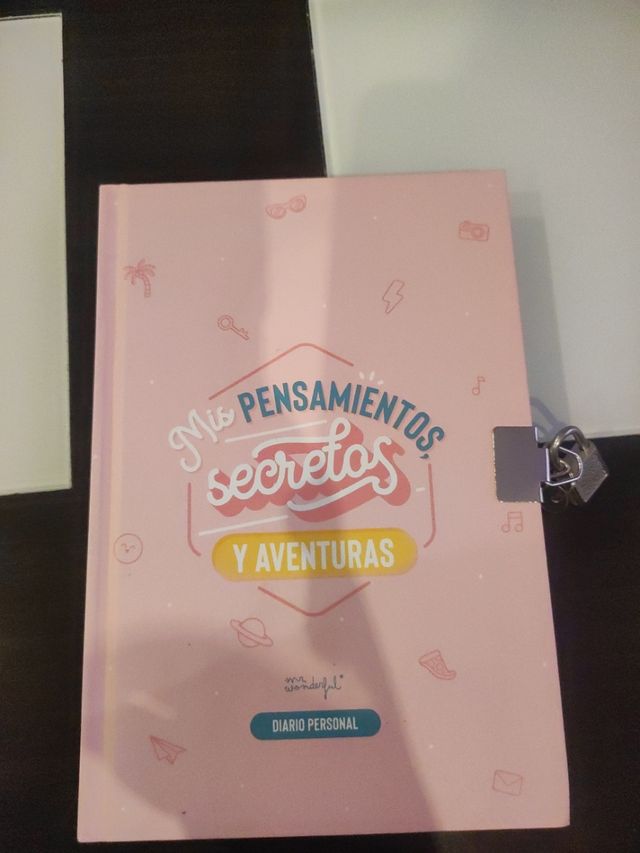 Mis PENSAMIENTOS,
secretos
Y AVENTURAS
mr.
wonderful*
DIARIO PERSONAL